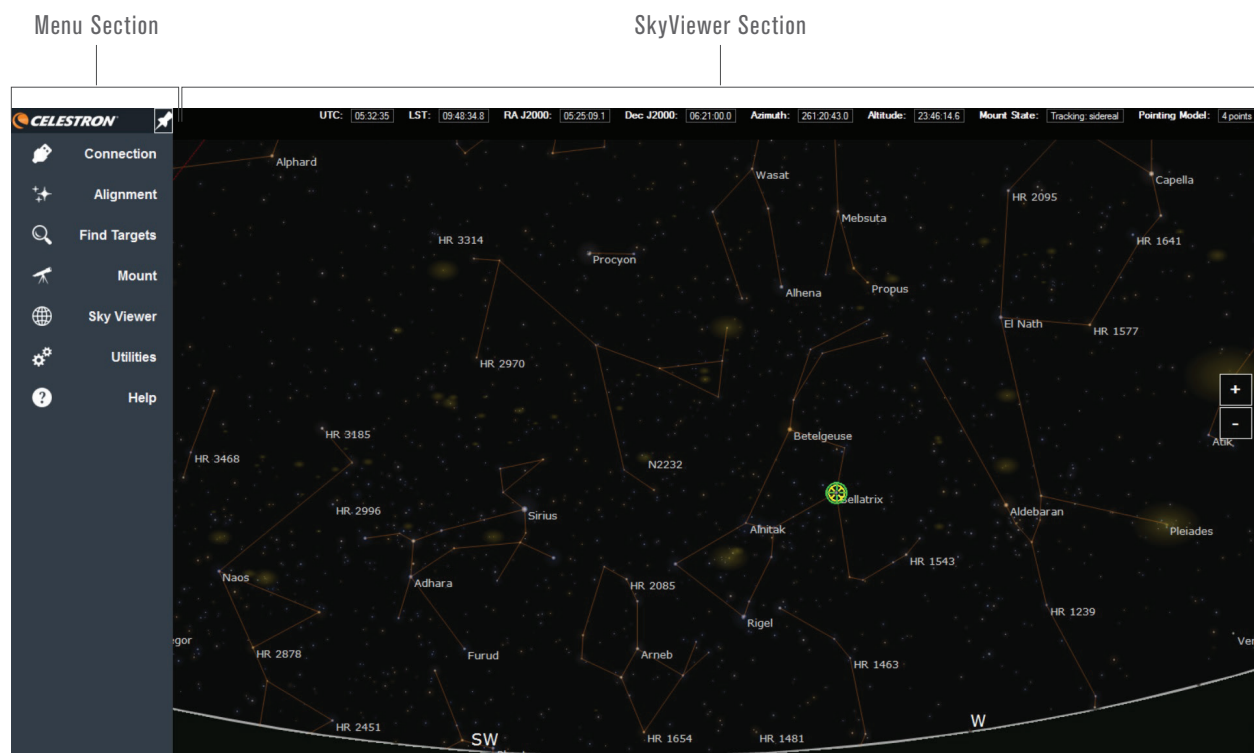 Menu Section
SkyViewer Section
CELESTRON
UTC: 05:32:35 LST: 09:48:34.8 RA J2000: 05:25:09.1 Dec J2000: 06:21:00.0 Azimuth: 261:20:43.0 Altitude: 23:46:14.6 Mount State: Tracking: sidereal Pointing Model: 4 points
Connection
Alignment
Find Targets
Mount
Sky Viewer
Utilities
Help
Alphard
Wasat
Capella
HR 2095
Mebsuta
HR 3314
HR 1641
Procyon
Alhena
Propus
El Nath
HR 1577
HR 2970
+
-
HR 3185
Betelgeuse
Atik
HR 3468
N2232
Bellatrix
HR 2996
Sirius
Aldebaran
Alnitak
Pleiades
HR 1543
Naos
Adhara
HR 2085
HR 1239
Rigel
egor
Ver
HR 2878
Furud
Arneb
HR 1463
W
HR 2451
SW
HR 1654
HR 1481